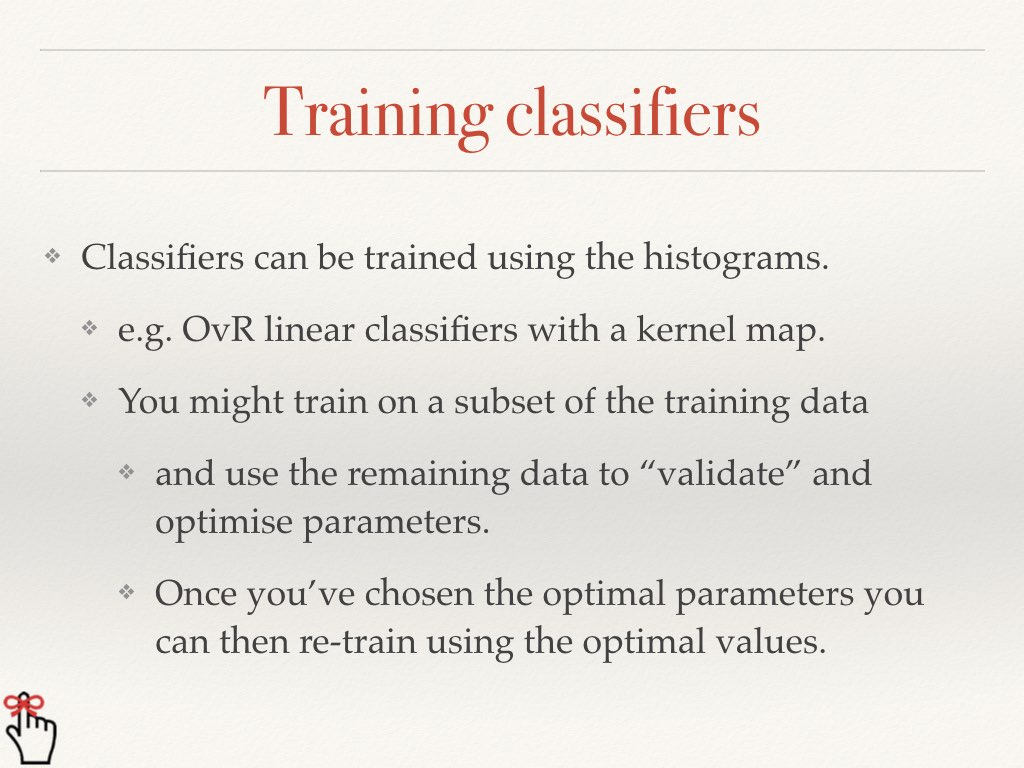 Training classifiers
Classifiers can be trained using the histograms.
e.g. OvR linear classifiers with a kernel map.
You might train on a subset of the training data
and use the remaining data to “validate” and
optimise parameters.
Once you’ve chosen the optimal parameters you
can then re-train using the optimal values.